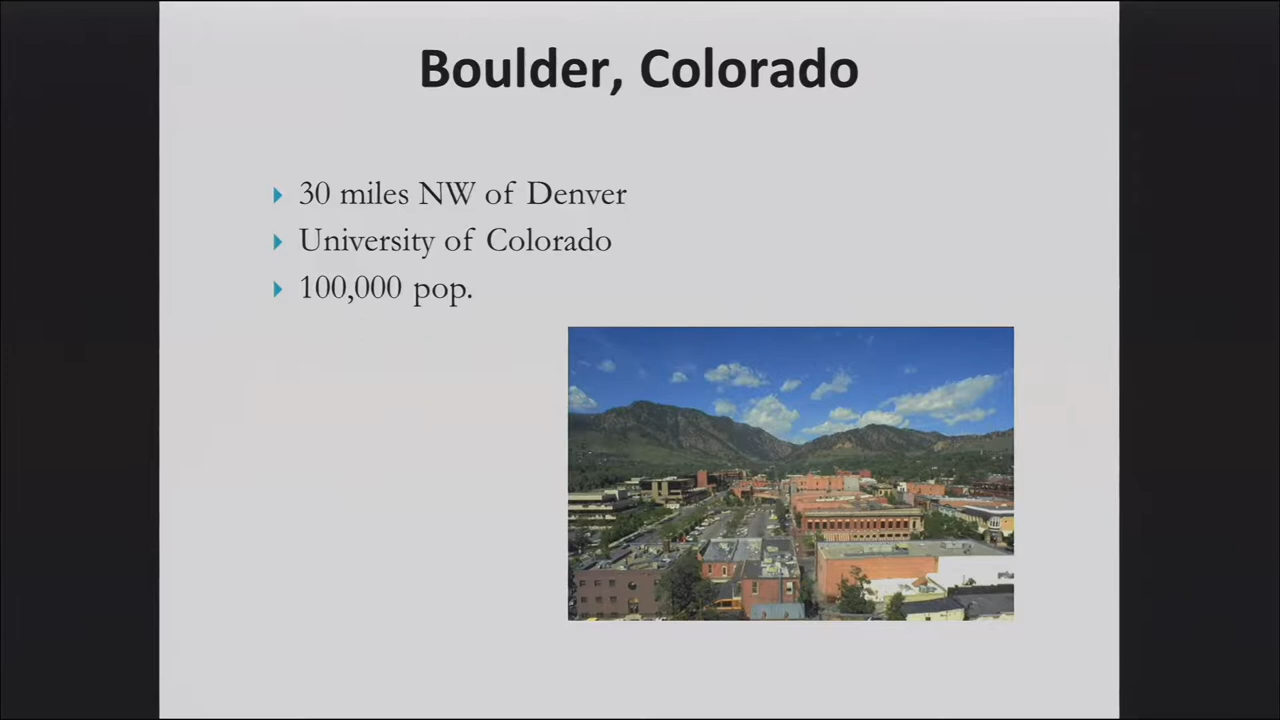 Boulder, Colorado
30 miles NW of Denver
University of Colorado
100,000 pop.